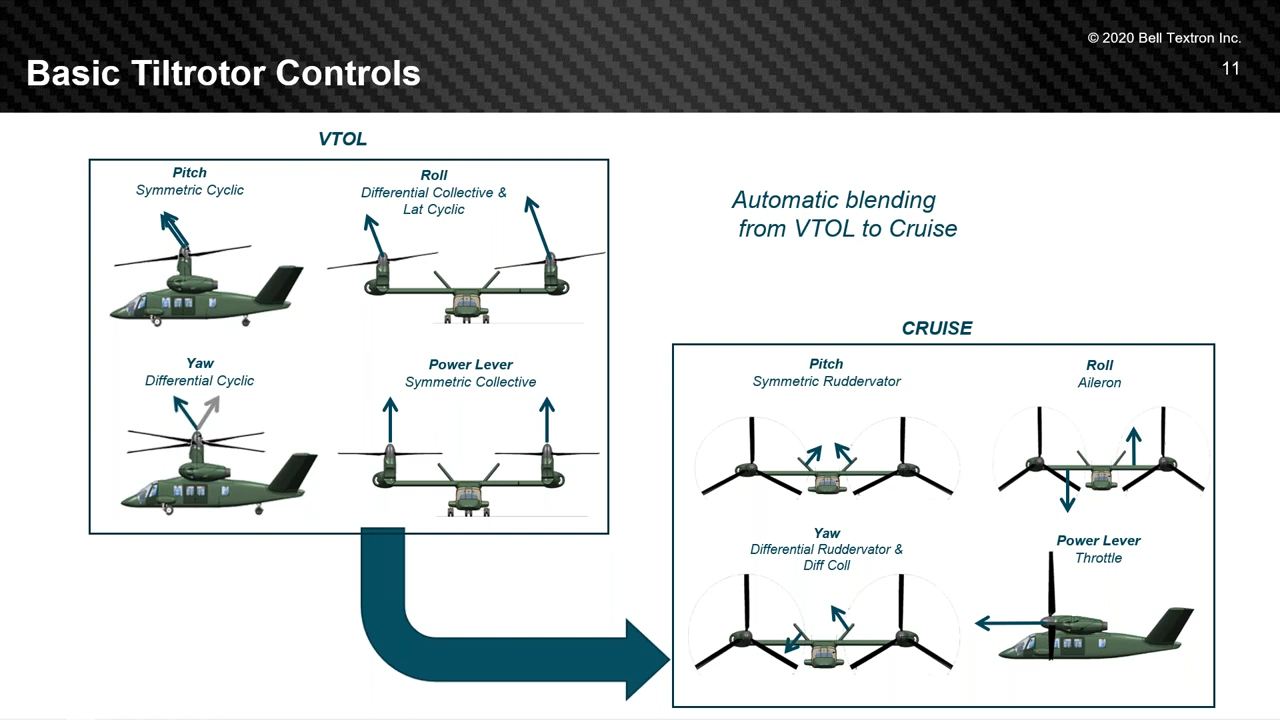 © 2020 Bell Textron Inc.
Basic Tiltrotor Controls
11
VTOL
Pitch
Symmetric Cyclic
Roll
Differential Collective &
Lat Cyclic
Yaw
Differential Cyclic
Power Lever
Symmetric Collective
Automatic blending
from VTOL to Cruise
CRUISE
Pitch
Symmetric Ruddervator
Roll
Aileron
Yaw
Differential Ruddervator &
Diff Coll
Power Lever
Throttle